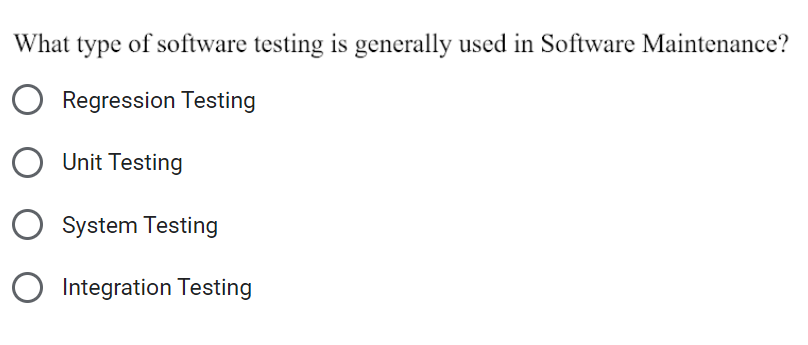 What type of software testing is generally used in Software Maintenance?
Regression Testing
Unit Testing
System Testing
Integration Testing